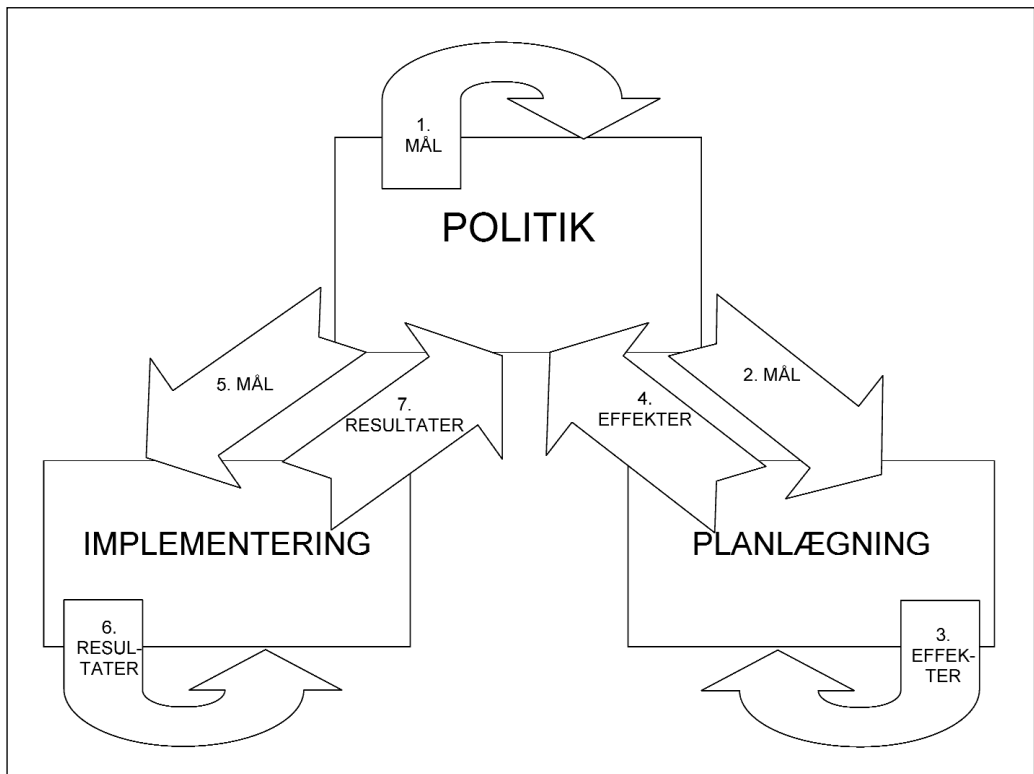 1.
MÅL
POLITIK
5. MÅL
7.
RESULTATER
4.
EFFEKTER
2. MÅL
IMPLEMENTERING
PLANLÆGNING
6.
RESUL-
TATER
3.
EFFEK-
TER